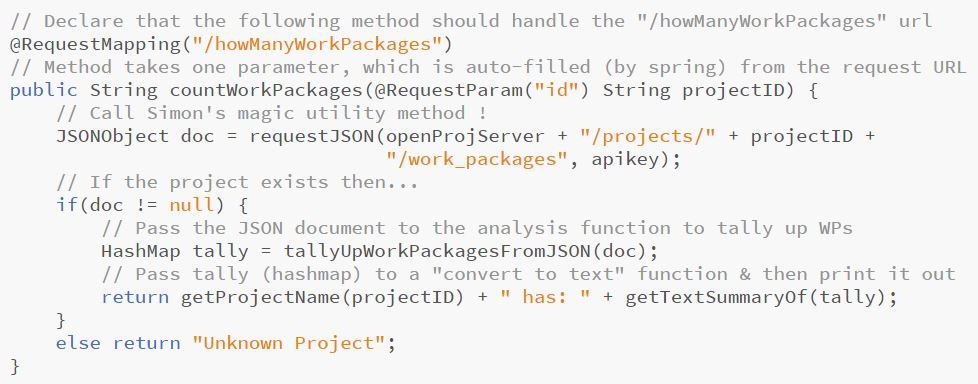 // Declare that the following method should handle the "/howManyWorkPackages" url
@RequestMapping("/howManyWorkPackages")
// Method takes one parameter, which is auto-filled (by spring) from the request URL
public String countWorkPackages(@RequestParam("id") String projectID) {
    // Call Simon's magic utility method !
    JSONObject doc = requestJSON(openProjServer + "/projects/" + projectID +
                                 "/work_packages", apikey);
    // If the project exists then...
    if(doc != null) {
        // Pass the JSON document to the analysis function to tally up WPs
        HashMap tally = tallyUpWorkPackagesFromJSON(doc);
        // Pass tally (hashmap) to a "convert to text" function & then print it out
        return getProjectName(projectID) + " has: " + getTextSummaryOf(tally);
    }
    else return "Unknown Project";
}